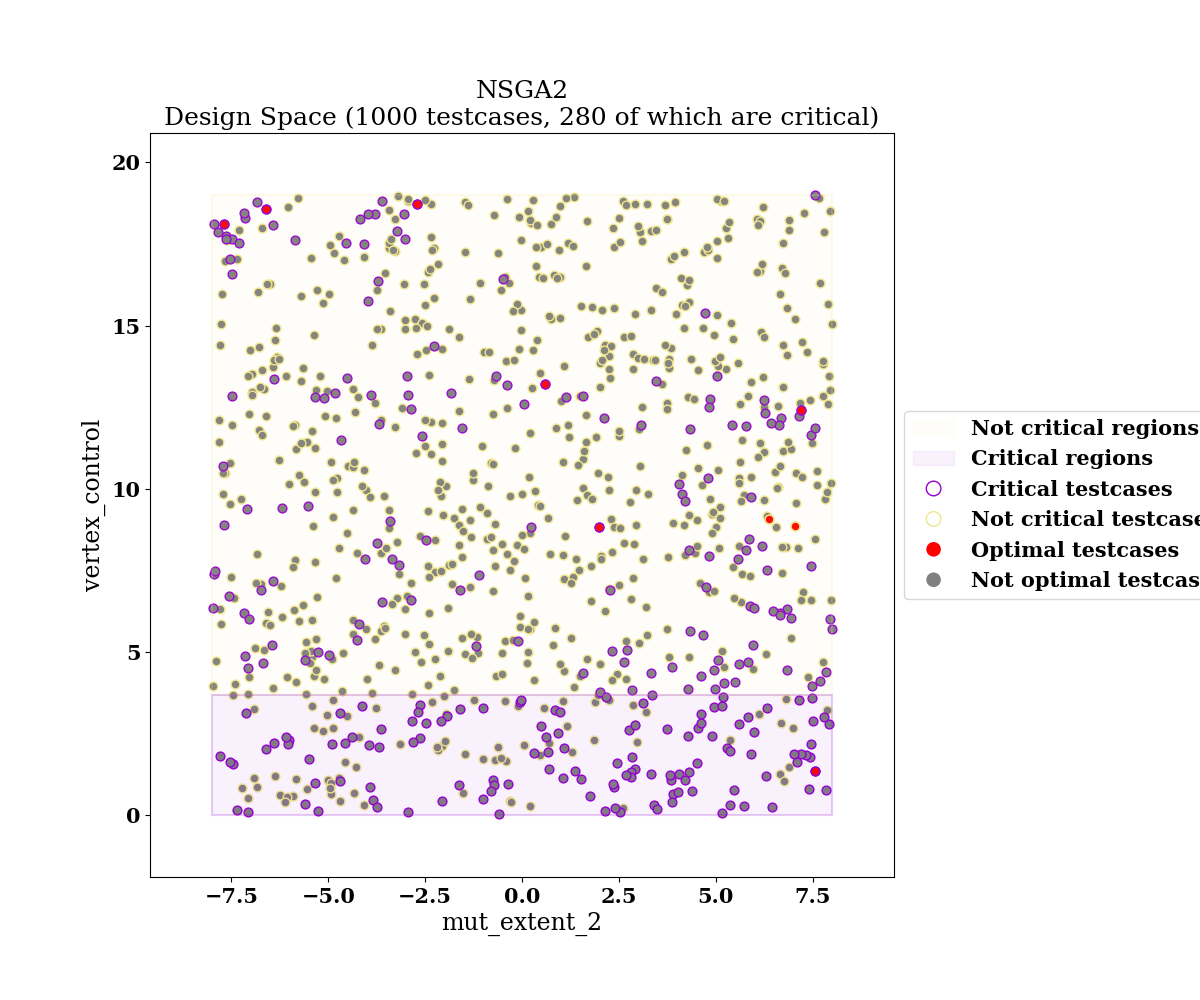 NSGA2
Design Space (1000 testcases, 280 of which are critical)
20
15
10
5
0
vertex_control
−7.5
−5.0
−2.5
0.0
2.5
5.0
7.5
mut_extent_2
Not critical regions
Critical regions
Critical testcases
Not critical testcase
Optimal testcases
Not optimal testcas